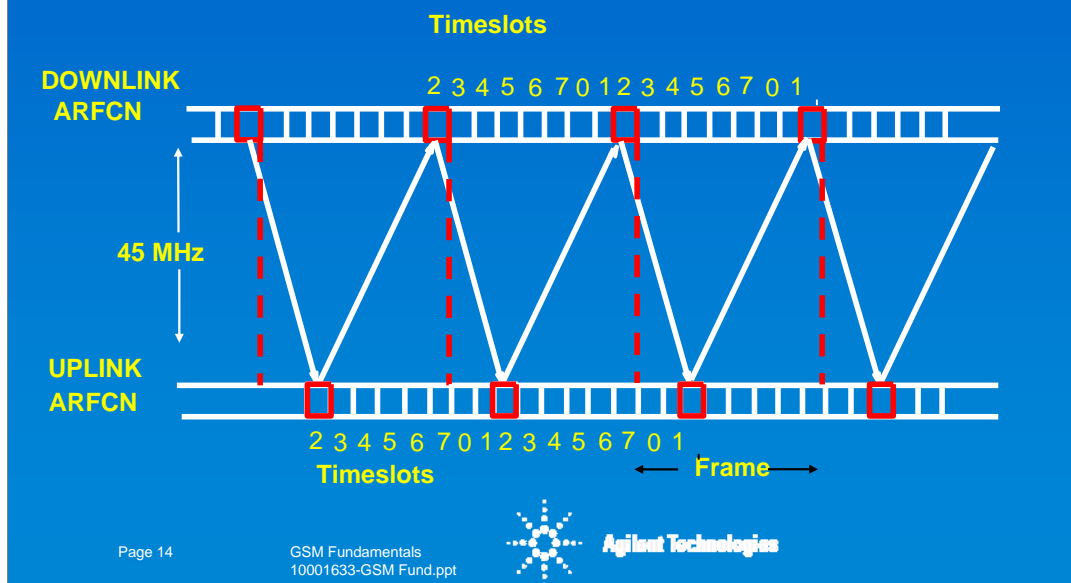 Timeslots
DOWNLINK
ARFCN
2 3 4 5 6 7 0 1 2 3 4 5 6 7 0 1
45 MHz
UPLINK
ARFCN
2 3 4 5 6 7 0 1 2 3 4 5 6 7 0 1
Timeslots
Frame
Page 14
GSM Fundamentals
10001633-GSM Fund.ppt
Agilent Technologies